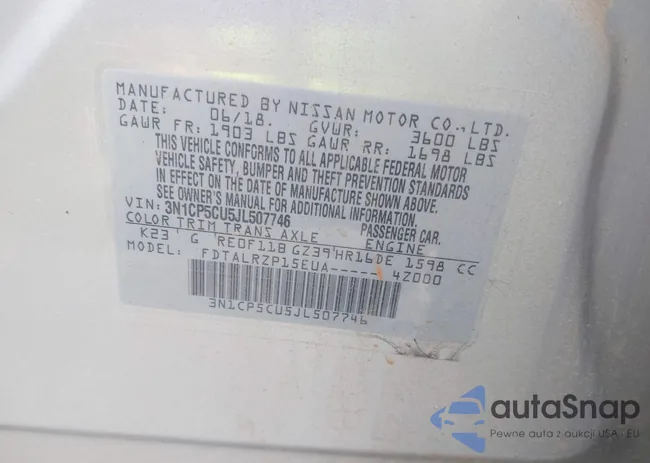 MANUFACTURED BY NISSAN MOTOR CO., LTD.
DATE: 06/18. GVWR: 3600 LBS
GAWR FR: 1903 LBS GAWR RR: 1698 LBS
THIS VEHICLE CONFORMS TO ALL APPLICABLE FEDERAL MOTOR
VEHICLE SAFETY, BUMPER AND THEFT PREVENTION STANDARDS
IN EFFECT ON THE DATE OF MANUFACTURE SHOWN ABOVE.
SEE OWNER'S MANUAL FOR ADDITIONAL INFORMATION.
VIN: 3N1CP5CU5JL507746 PASSENGER CAR.
COLOR TRIM TRANS AXLE ENGINE
K23 ' G RE0F11B GZ39'HR16DE 1598 CC
MODEL: FDTALRZP15EUA-----4Z000
3N1CP5CU5JL507746
autaSnap
Pewne auta z aukcji USA i EU